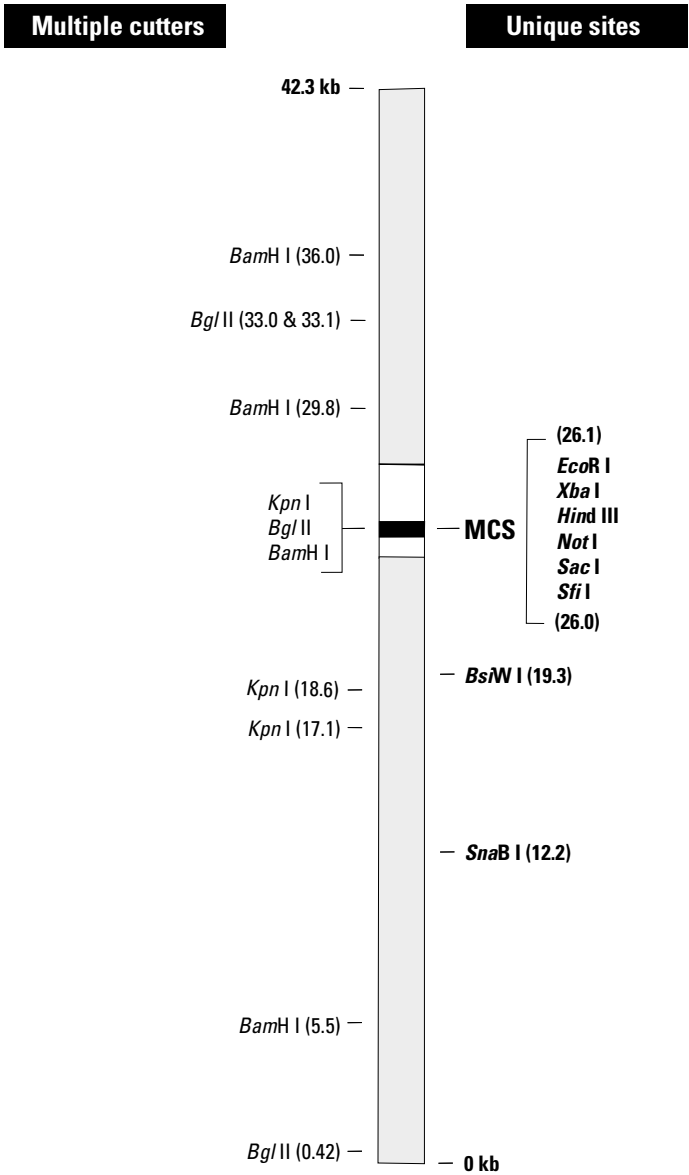 Multiple cutters
Unique sites
42.3 kb
BamH I (36.0)
Bgl II (33.0 & 33.1)
BamH I (29.8)
(26.1)
EcoR I
Xba I
Hind III
Not I
Sac I
Sfi I
(26.0)
Kpn I
Bgl II
BamH I
MCS
BsiW I (19.3)
Kpn I (18.6)
Kpn I (17.1)
SnaB I (12.2)
BamH I (5.5)
Bgl II (0.42)
0 kb